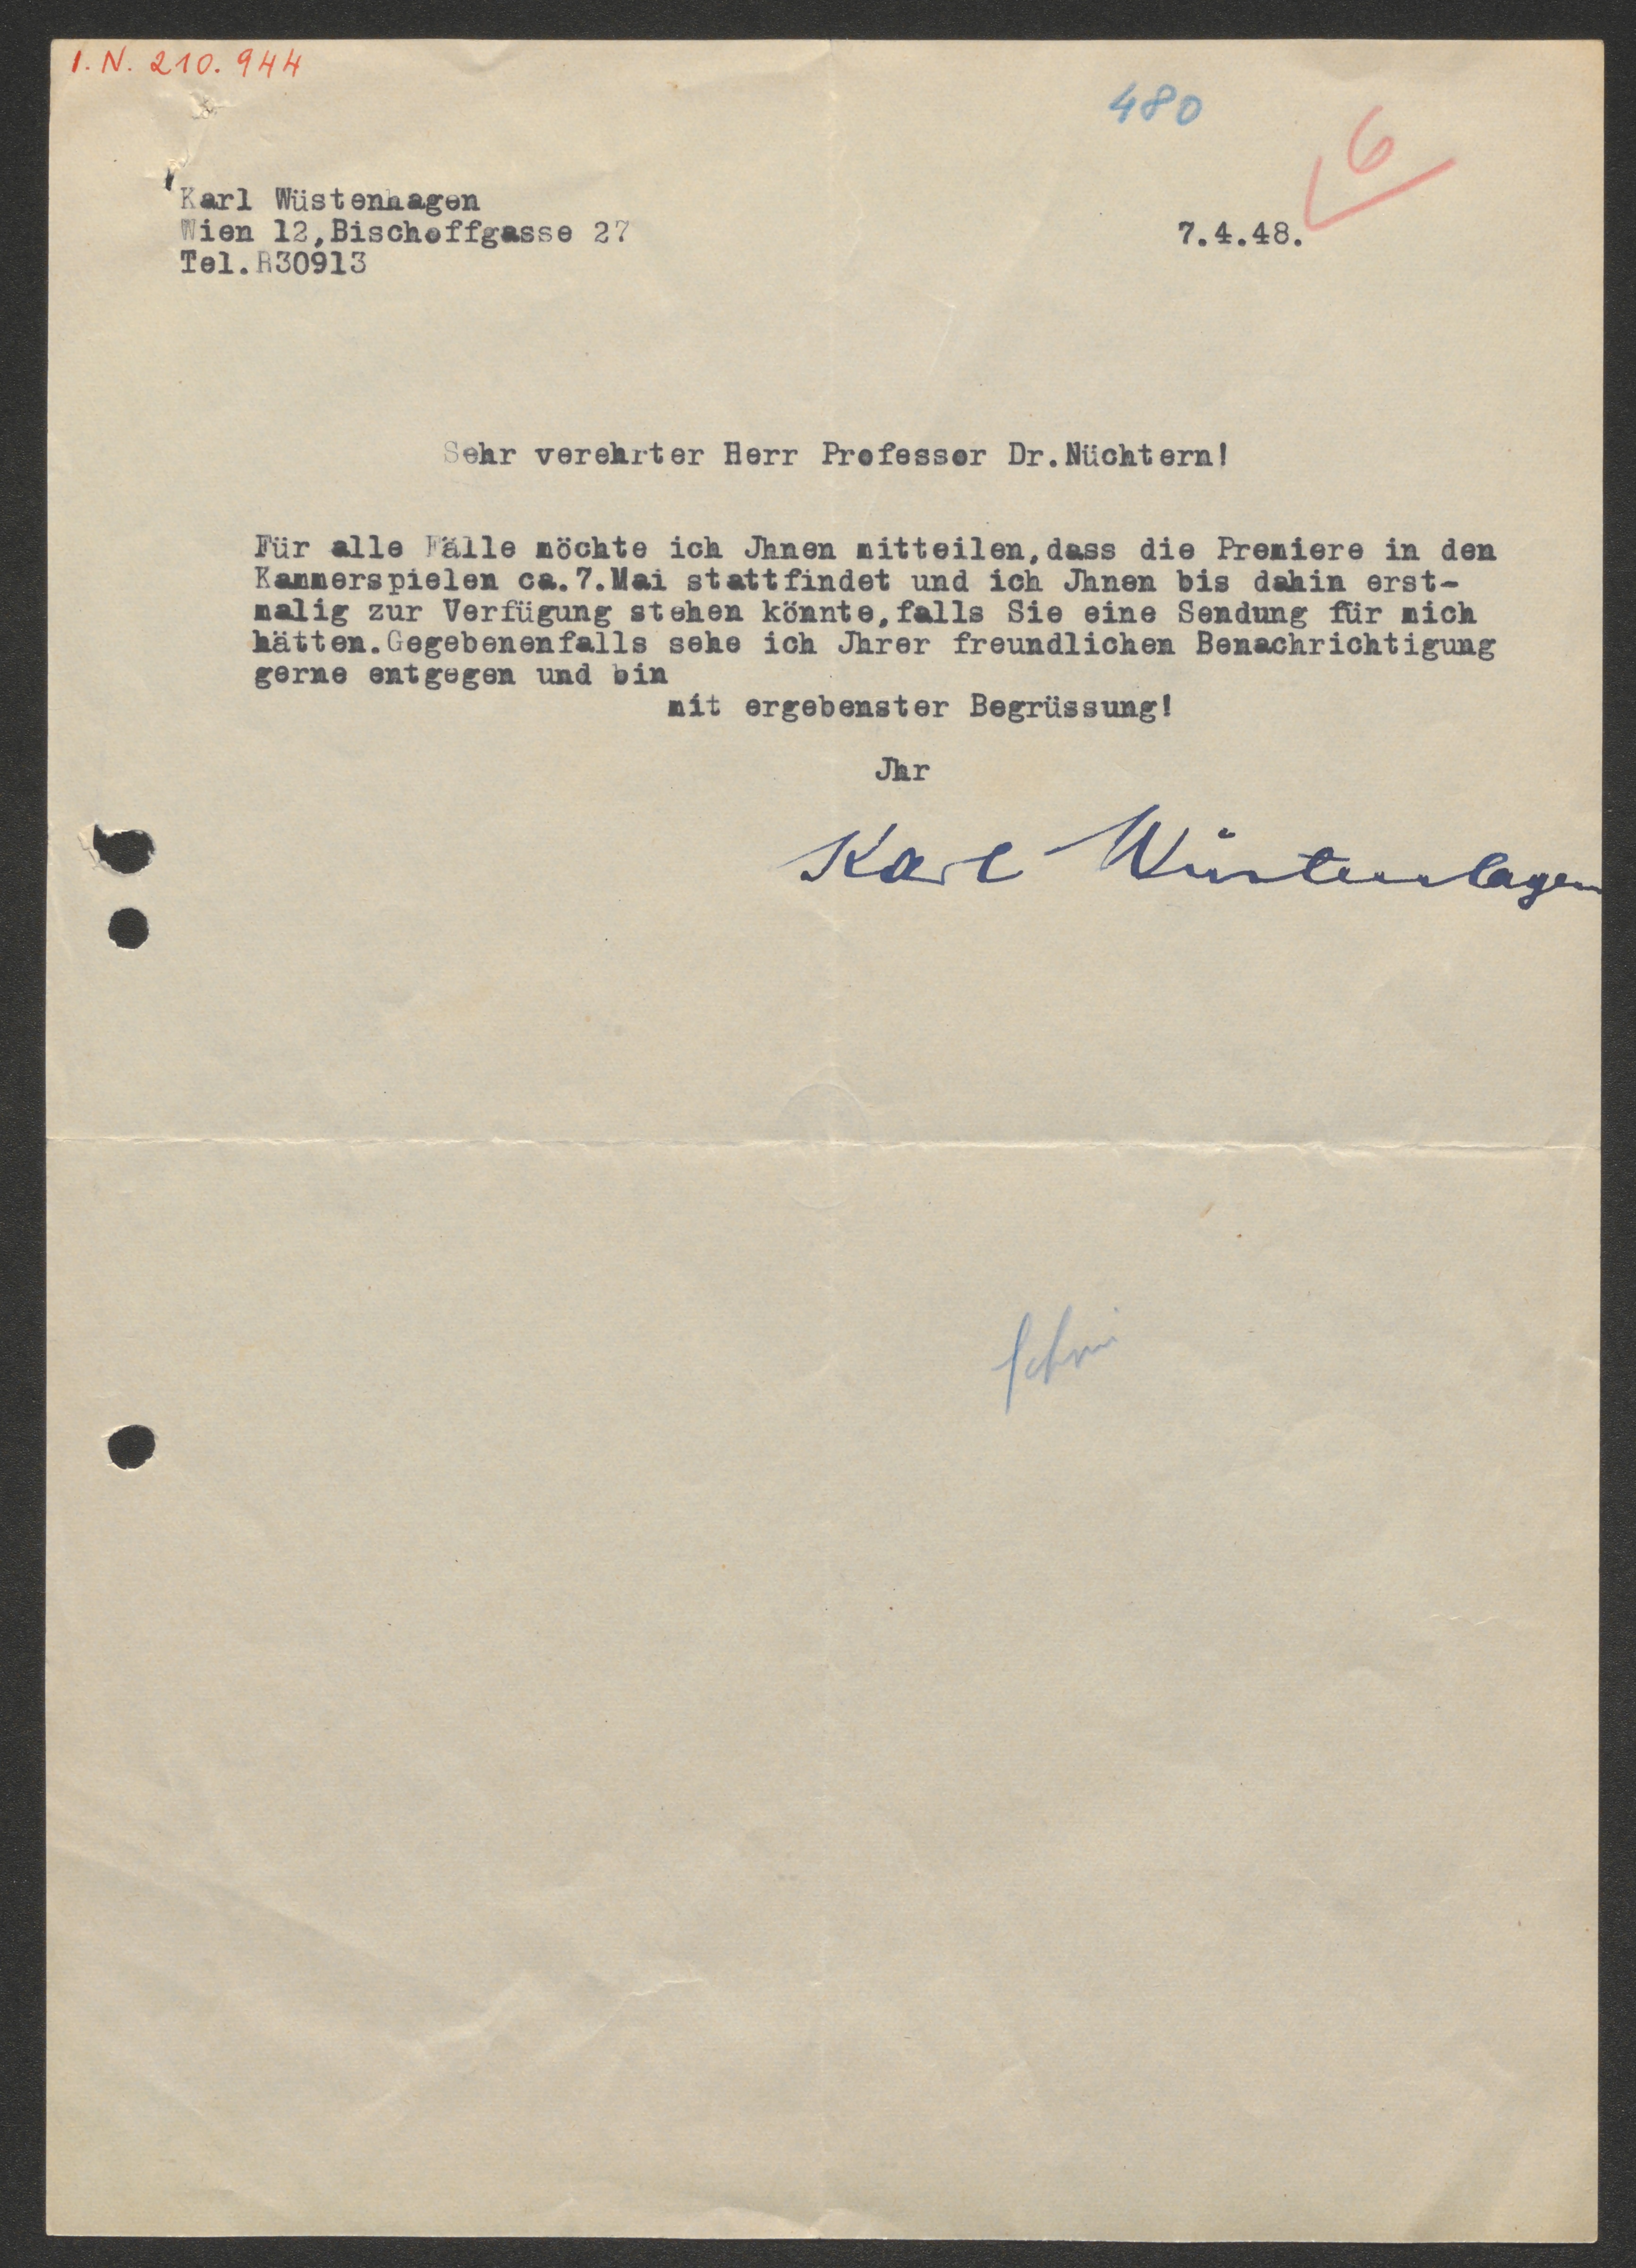 I.N. 210.944
480
6
Karl Wüstenhagen
Wien 12,Bischoffgasse 27
7.4.48.
Tel.R30913
Sehr verehrter Herr Professor Dr.Nüchtern!
Für alle Fälle möchte ich Jhnen mitteilen,dass die Premiere in den
Kammerspielen ca.7.Mai stattfindet und ich Jhnen bis dahin erst-
malig zur Verfügung stehen könnte,falls Sie eine Sendung für mich
hätten.Gegebenenfalls sehe ich Jhrer freundlichen Benachrichtigung
gerne entgegen und bin
mit ergebenster Begrüssung!
Jhr
Karl Wüstenhagen